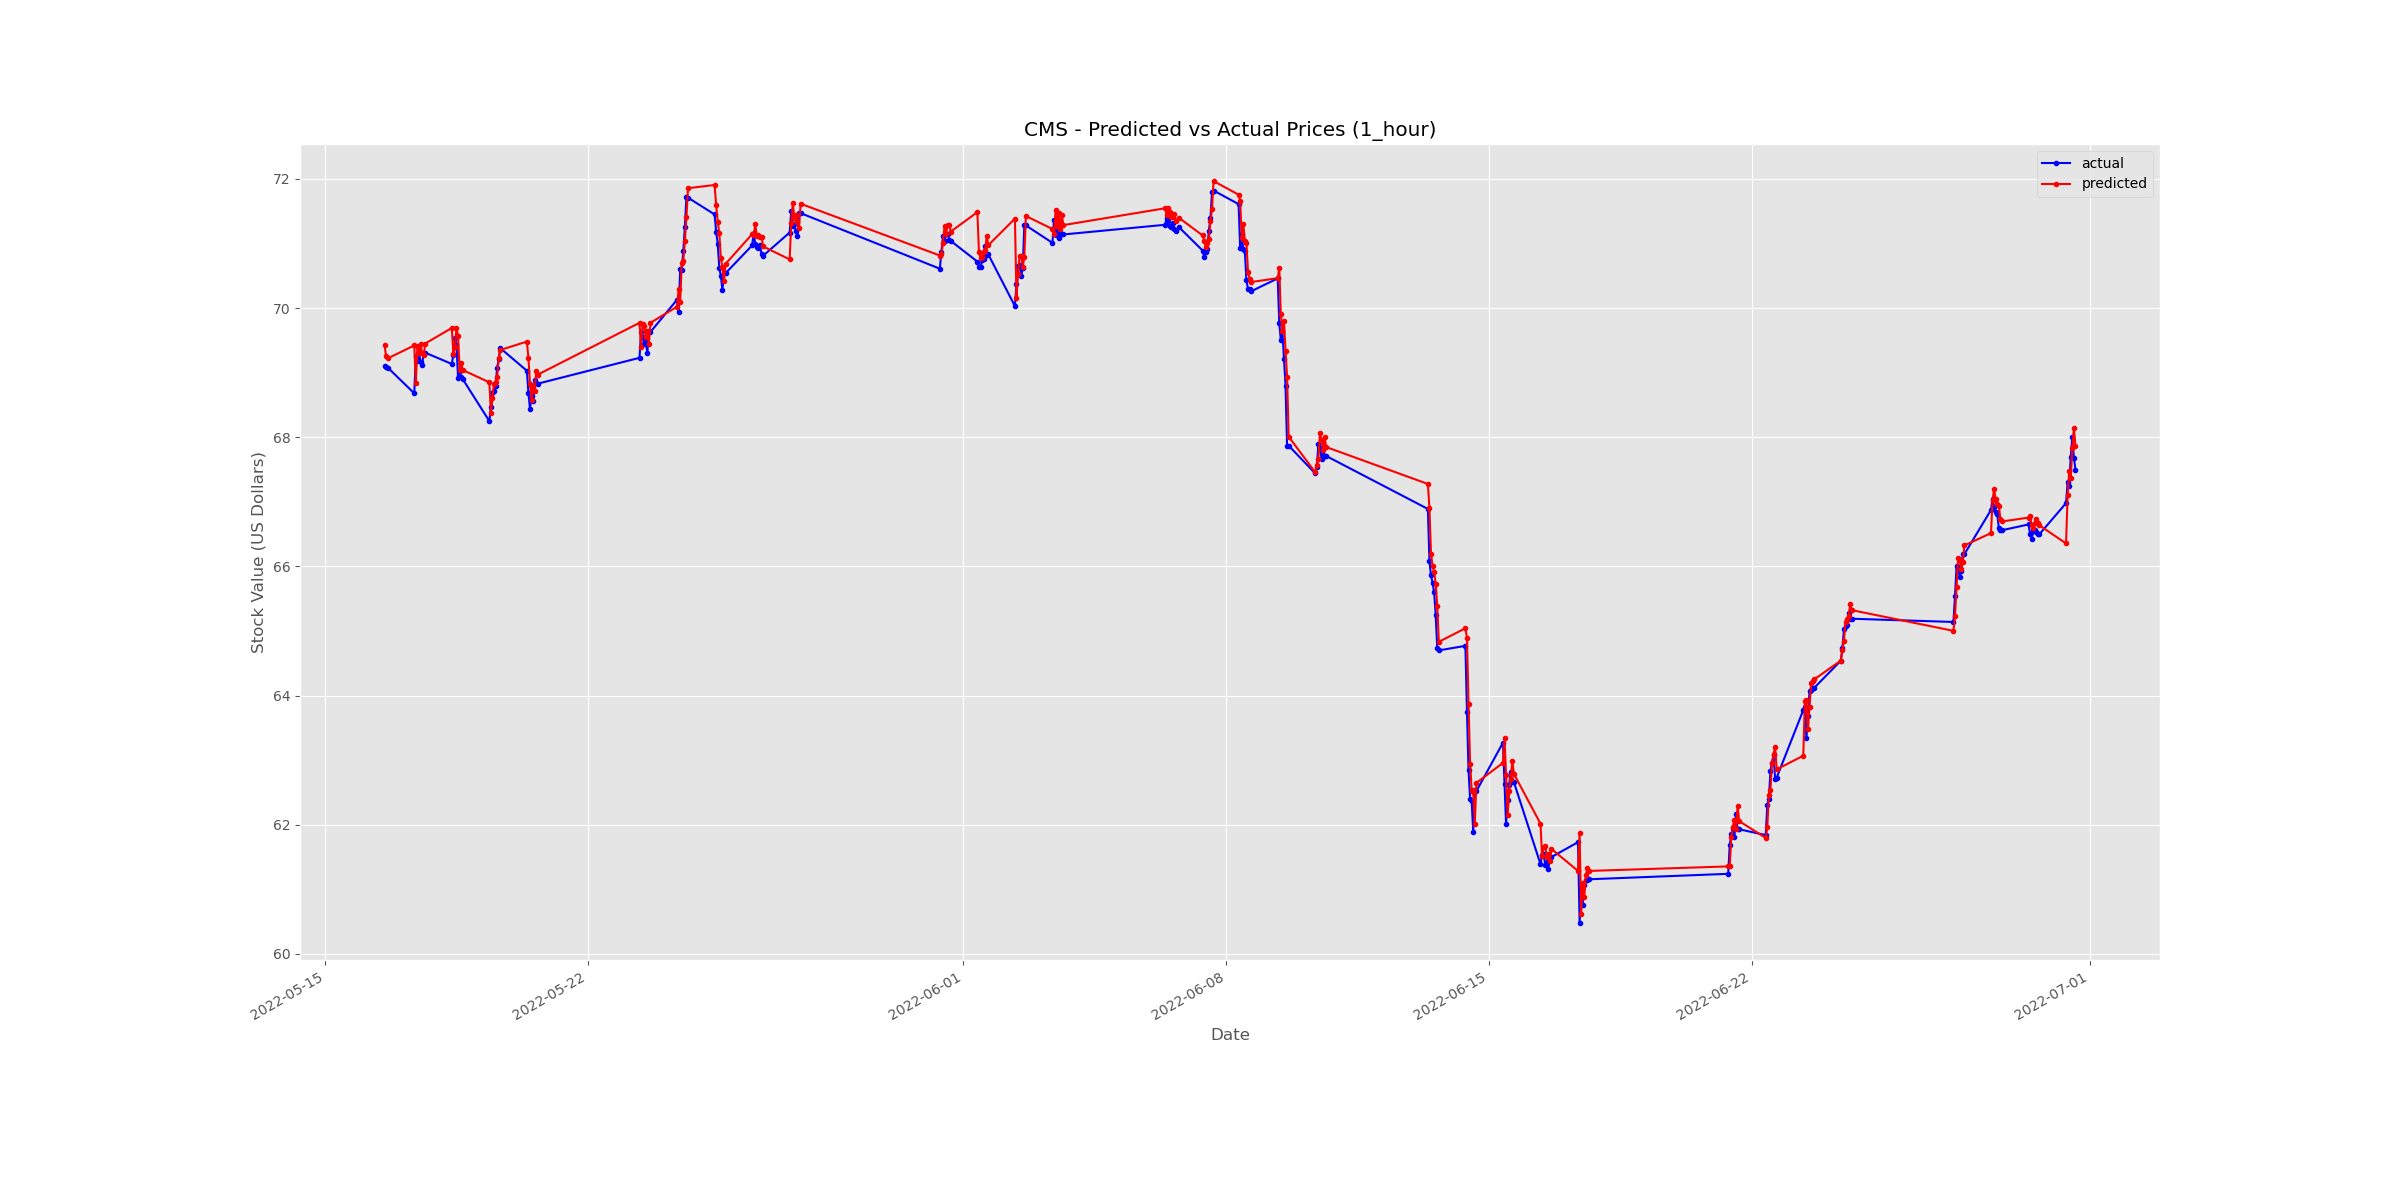 CMS - Predicted vs Actual Prices (1_hour)
actual
predicted
72
70
68
66
64
62
60
Stock Value (US Dollars)
2022-05-15
2022-05-22
2022-06-01
2022-06-08
2022-06-15
2022-06-22
2022-07-01
Date